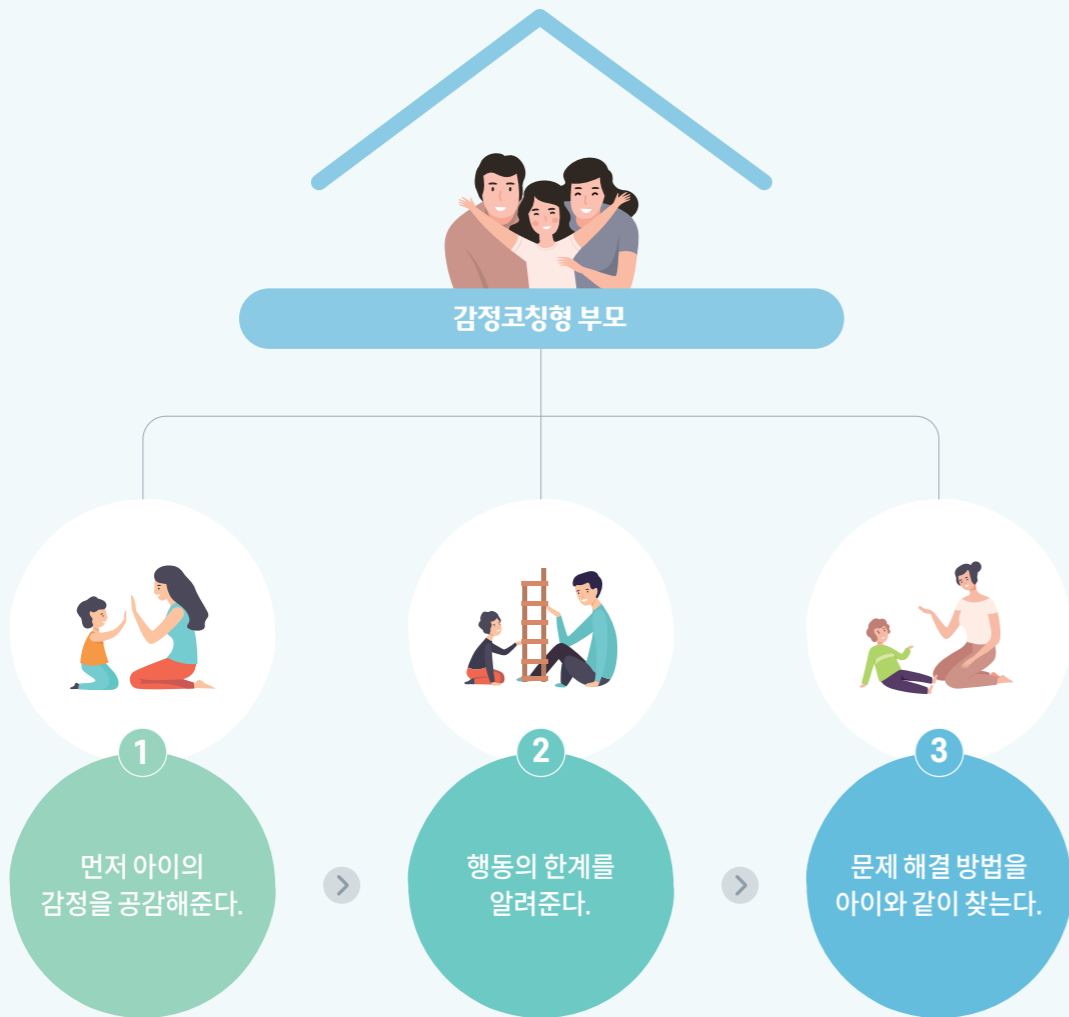 감정코칭형 부모
1
먼저 아이의
감정을 공감해준다.
2
행동의 한계를
알려준다.
3
문제 해결 방법을
아이와 같이 찾는다.